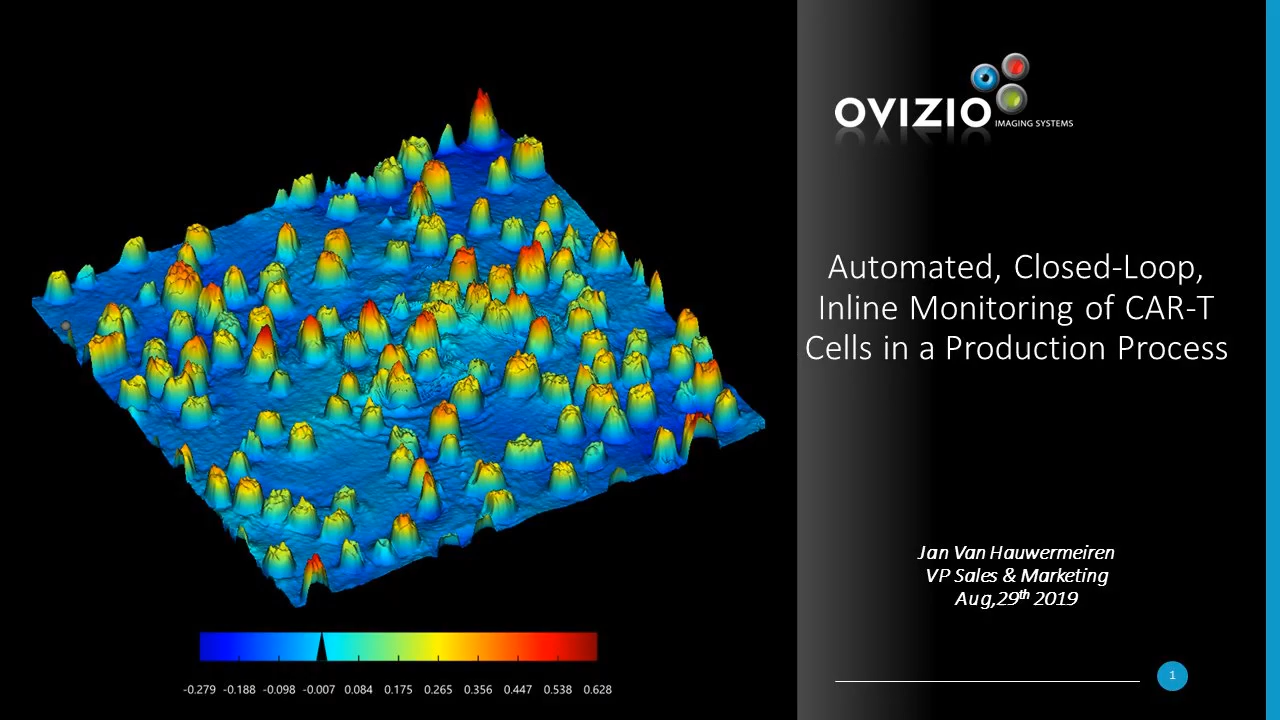 OVIZIO
IMAGING SYSTEMS
Automated, Closed-Loop,
Inline Monitoring of CAR-T
Cells in a Production Process
Jan Van Hauwermeiren
VP Sales & Marketing
Aug,29th 2019
-0.279 -0.188 -0.098 -0.007 0.084 0.175 0.265 0.356 0.447 0.538 0.628
1